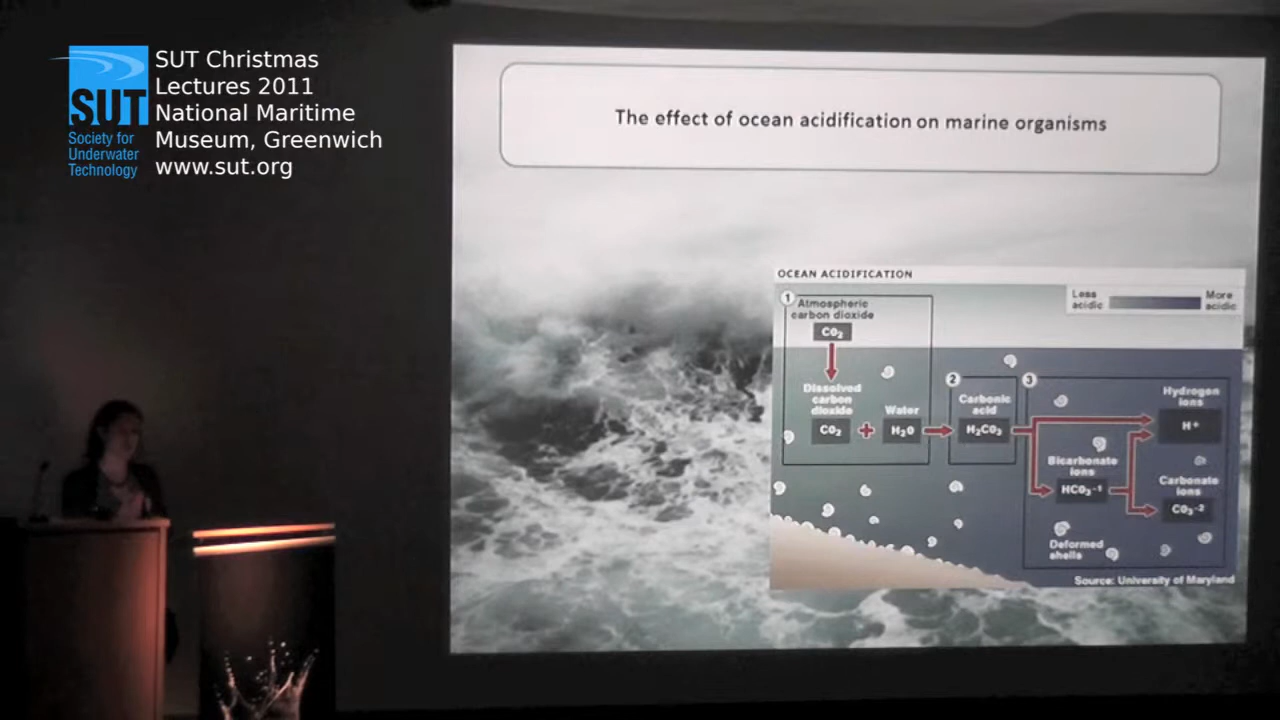 SUT Christmas
Lectures 2011
National Maritime
Museum, Greenwich
www.sut.org
SUT
Society for
Underwater
Technology
The effect of ocean acidification on marine organisms
OCEAN ACIDIFICATION
Less
acidic
More
acidic
1
Atmospheric
carbon dioxide
CO₂
Dissolved
carbon
dioxide
CO₂
+
Water
H₂O
2
Carbonic
acid
H₂CO₃
3
Hydrogen
ions
H⁺
Bicarbonate
ions
HCO₃⁻¹
Carbonate
ions
CO₃⁻²
Deformed
shells
Source: University of Maryland